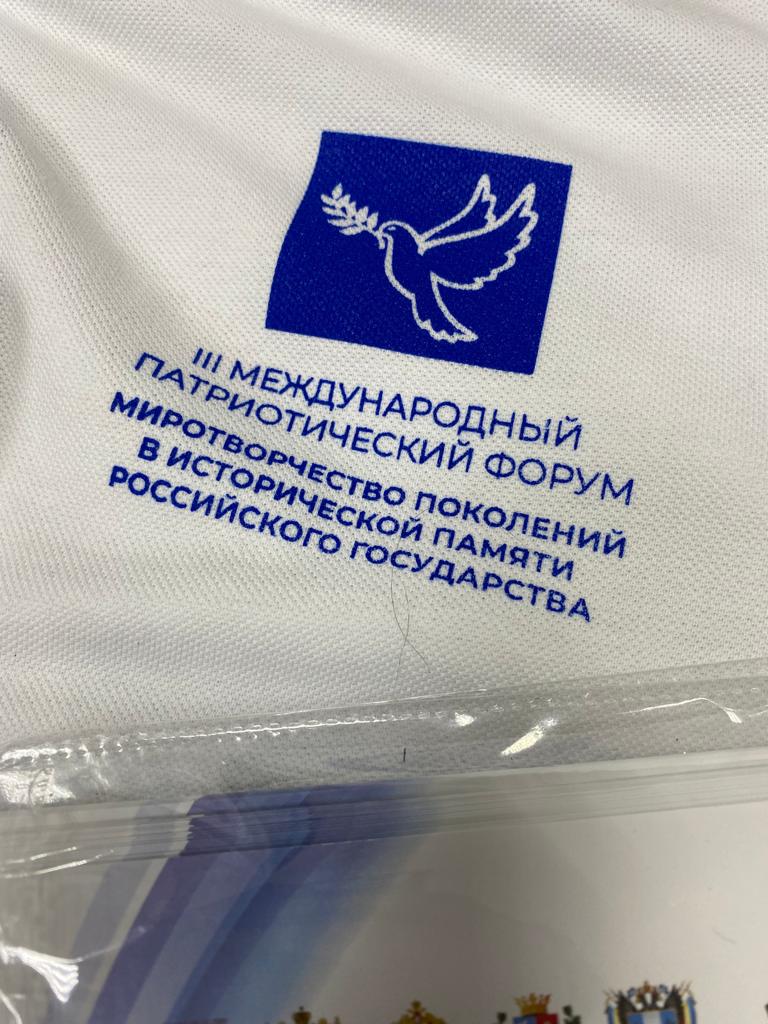 III МЕЖДУНАРОДНЫЙ
ПАТРИОТИЧЕСКИЙ ФОРУМ
МИРОТВОРЧЕСТВО ПОКОЛЕНИЙ
В ИСТОРИЧЕСКОЙ ПАМЯТИ
РОССИЙСКОГО ГОСУДАРСТВА